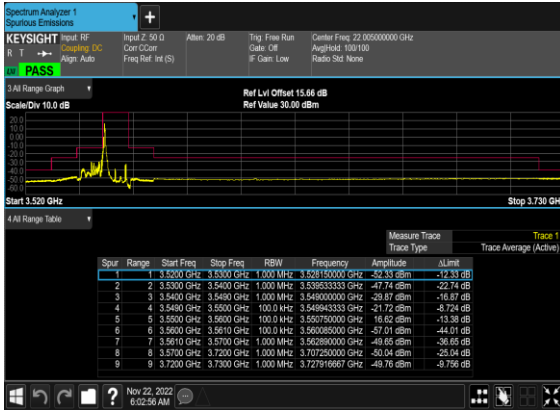 Spectrum Analyzer 1
Spurious Emissions
+
KEYSIGHT Input: RF Input Z: 50 Ω Atten: 20 dB Trig: Free Run Center Freq: 22.005000000 GHz
R T Coupling: DC Corr CCorr Gate: Off Avg|Hold: 100/100
Align: Auto Freq Ref: Int (S) IF Gain: Low Radio Std: None
PASS
3 All Range Graph
Ref Lvl Offset 15.66 dB
Scale/Div 10.0 dB Ref Value 30.00 dBm
20.0
10.0
0.00
-10.0
-20.0
-30.0
-40.0
-50.0
-60.0
Start 3.520 GHz Stop 3.730 GH
4 All Range Table
Measure Trace Trace 1
Trace Type Trace Average (Active)
Spur Range Start Freq Stop Freq RBW Frequency Amplitude ΔLimit
1 1 3.5200 GHz 3.5300 GHz 1.000 MHz 3.528150000 GHz -52.33 dBm -12.33 dB
2 2 3.5300 GHz 3.5400 GHz 1.000 MHz 3.539533333 GHz -47.74 dBm -22.74 dB
3 3 3.5400 GHz 3.5490 GHz 1.000 MHz 3.549000000 GHz -29.87 dBm -16.87 dB
4 4 3.5490 GHz 3.5500 GHz 100.0 kHz 3.549943333 GHz -21.72 dBm -8.724 dB
5 5 3.5500 GHz 3.5600 GHz 100.0 kHz 3.550750000 GHz 16.62 dBm -13.38 dB
6 6 3.5600 GHz 3.5610 GHz 100.0 kHz 3.560085000 GHz -57.01 dBm -44.01 dB
7 7 3.5610 GHz 3.5700 GHz 1.000 MHz 3.562890000 GHz -49.65 dBm -36.65 dB
8 8 3.5700 GHz 3.7200 GHz 1.000 MHz 3.707250000 GHz -50.04 dBm -25.04 dB
9 9 3.7200 GHz 3.7300 GHz 1.000 MHz 3.727916667 GHz -49.76 dBm -9.756 dB
?
Nov 22, 2022
6:02:56 AM